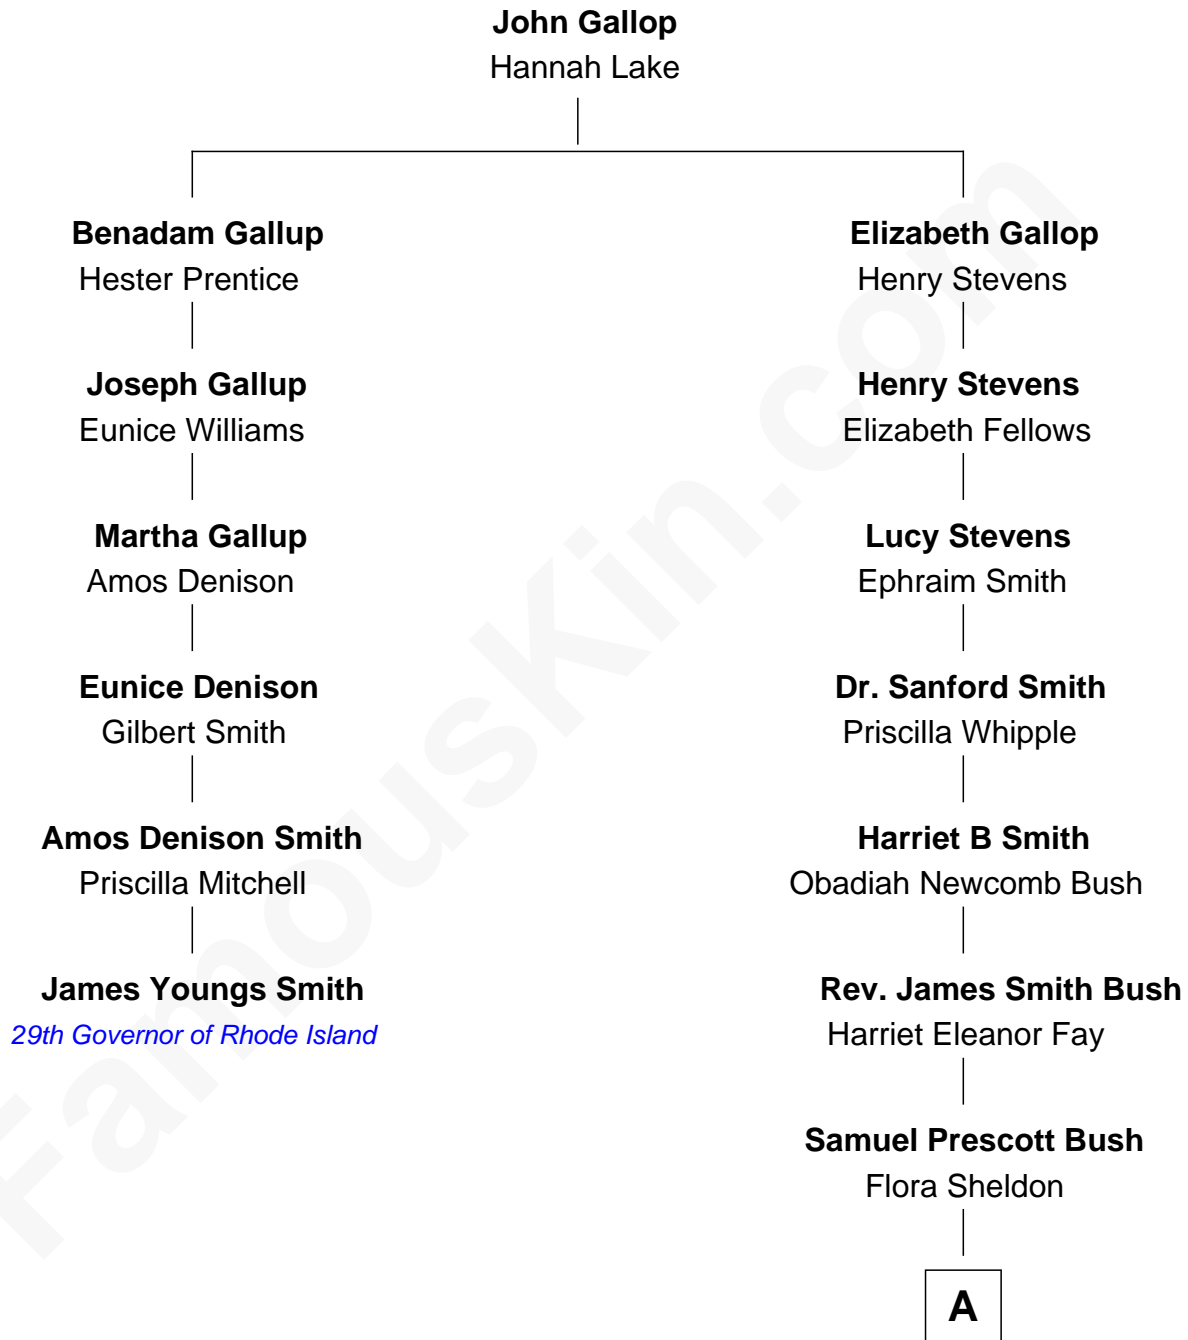 John Gallop
Hannah Lake
Benadam Gallup
Hester Prentice
Joseph Gallup
Eunice Williams
Martha Gallup
Amos Denison
Eunice Denison
Gilbert Smith
Amos Denison Smith
Priscilla Mitchell
James Youngs Smith
29th Governor of Rhode Island
Elizabeth Gallop
Henry Stevens
Henry Stevens
Elizabeth Fellows
Lucy Stevens
Ephraim Smith
Dr. Sanford Smith
Priscilla Whipple
Harriet B Smith
Obadiah Newcomb Bush
Rev. James Smith Bush
Harriet Eleanor Fay
Samuel Prescott Bush
Flora Sheldon
A
FamousKin.com